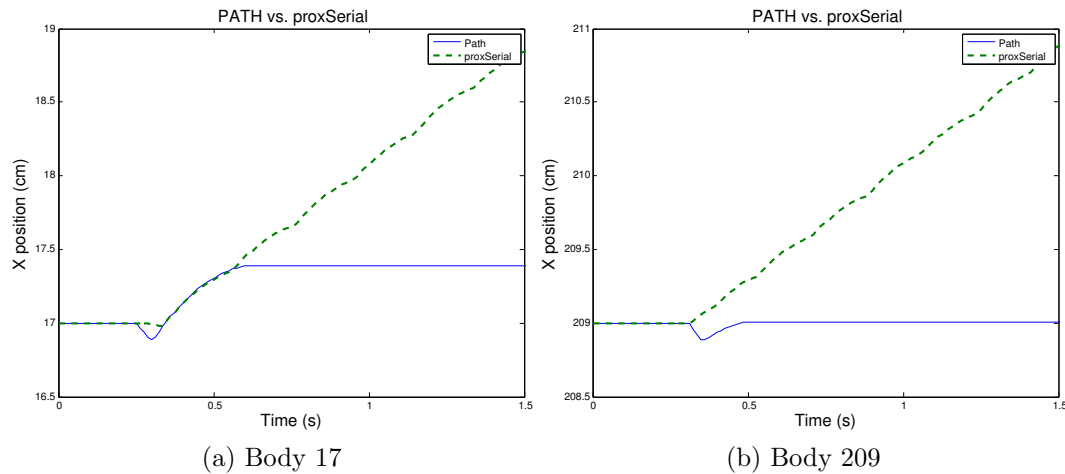 PATH vs. proxSerial
19
18.5
18
17.5
17
16.5
X position (cm)
Path
proxSerial
0
0.5
1
1.5
Time (s)
(a) Body 17
PATH vs. proxSerial
211
210.5
210
209.5
209
208.5
X position (cm)
Path
proxSerial
0
0.5
1
1.5
Time (s)
(b) Body 209